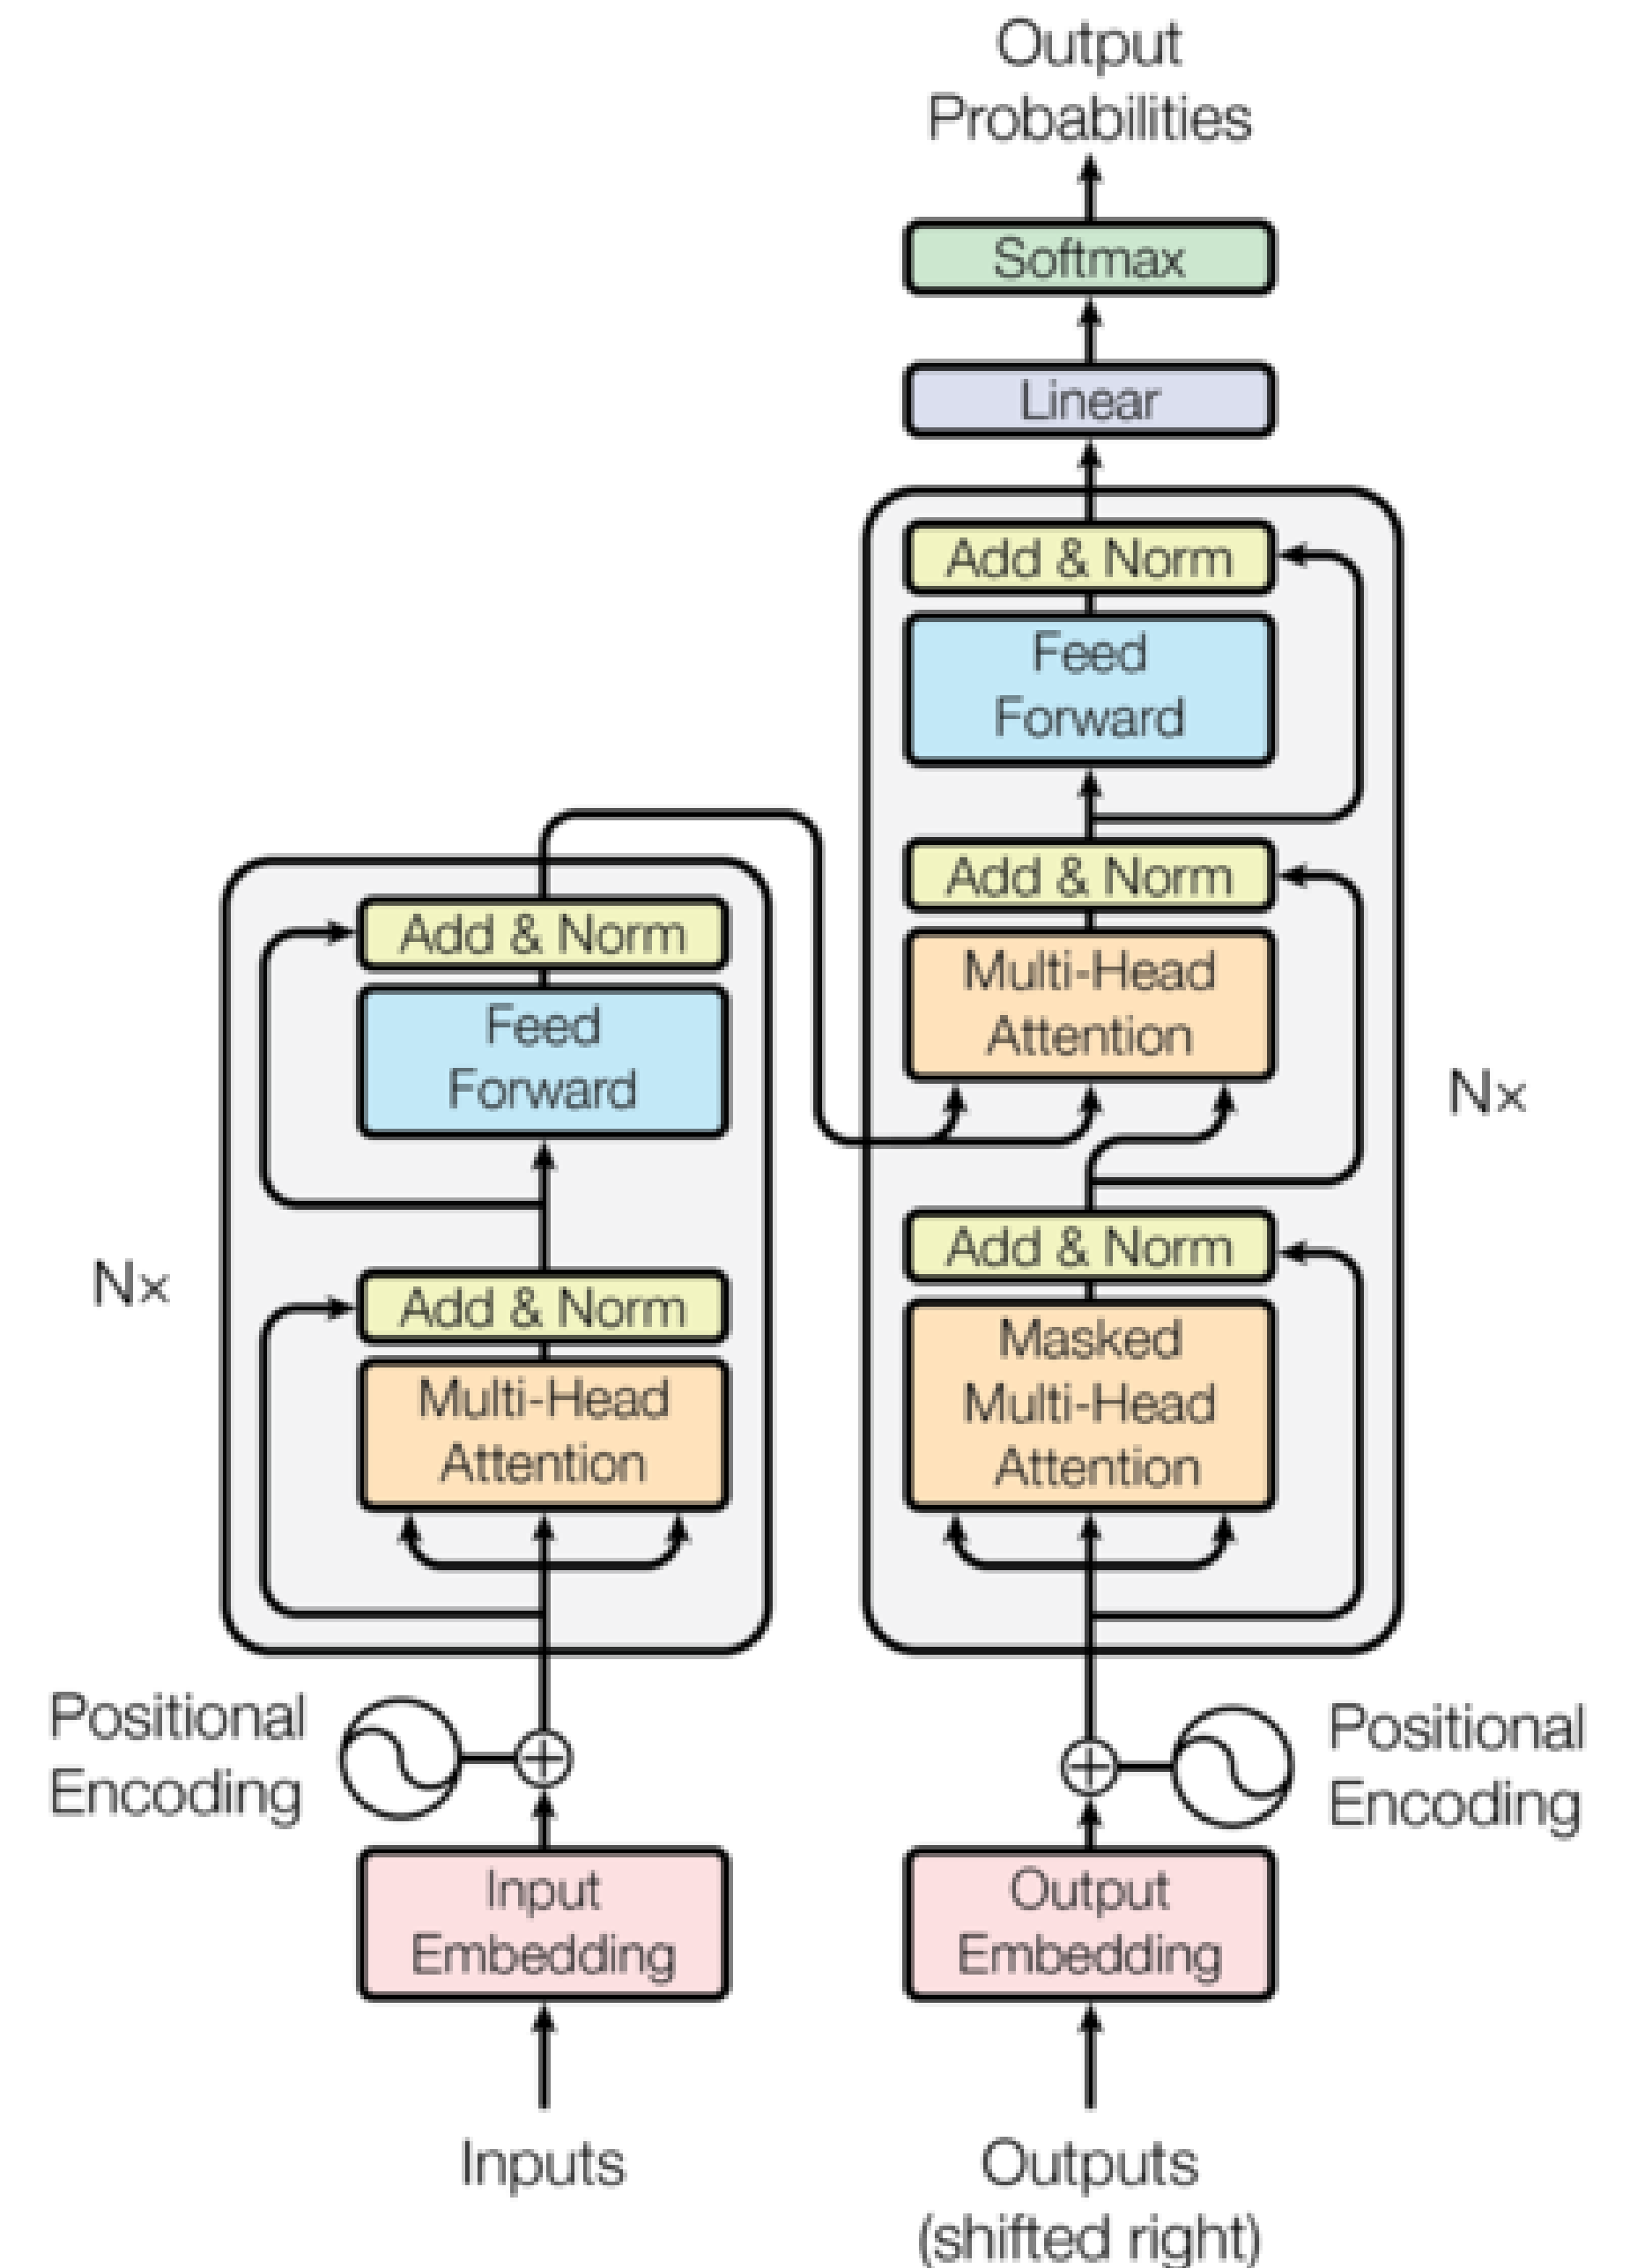 Output
Probabilities
Softmax
Linear
Add & Norm
Feed
Forward
Add & Norm
Multi-Head
Attention
Add & Norm
Masked
Multi-Head
Attention
Nx
Add & Norm
Feed
Forward
Add & Norm
Multi-Head
Attention
Nx
Positional
Encoding
Positional
Encoding
Input
Embedding
Output
Embedding
Inputs
Outputs
(shifted right)